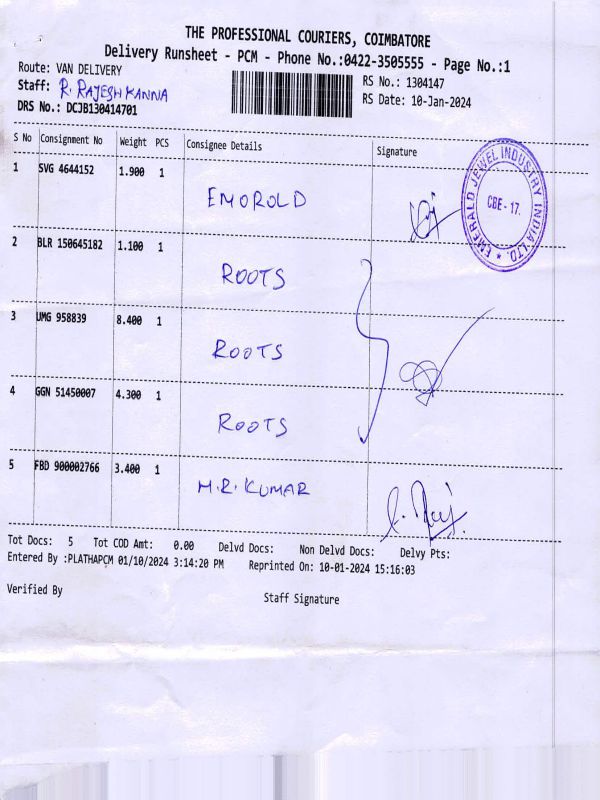 THE PROFESSIONAL COURIERS, COIMBATORE
Delivery Runsheet - PCM - Phone No.:0422-3505555 - Page No.:1
Route: VAN DELIVERY
RS No.: 1304147
Staff: R. RAJESH KANNA
RS Date: 10-Jan-2024
DRS No.: DCJB130414701
S No Consignment No Weight PCS Consignee Details Signature
1 SVG 4644152 1.900 1
EMOROLD
EMERALD JEWEL INDUSTRY INDIA LTD. ★
CBE - 17.
2 BLR 150645182 1.100 1
ROOTS
3 UMG 958839 8.400 1
ROOTS
4 GGN 51450007 4.300 1
ROOTS
5 FBD 900002766 3.400 1
M.R. KUMAR
Tot Docs: 5 Tot COD Amt: 0.00 Delvd Docs: Non Delvd Docs: Delvy Pts:
Entered By :PLATHAPCM 01/10/2024 3:14:20 PM Reprinted On: 10-01-2024 15:16:03
Verified By
Staff Signature